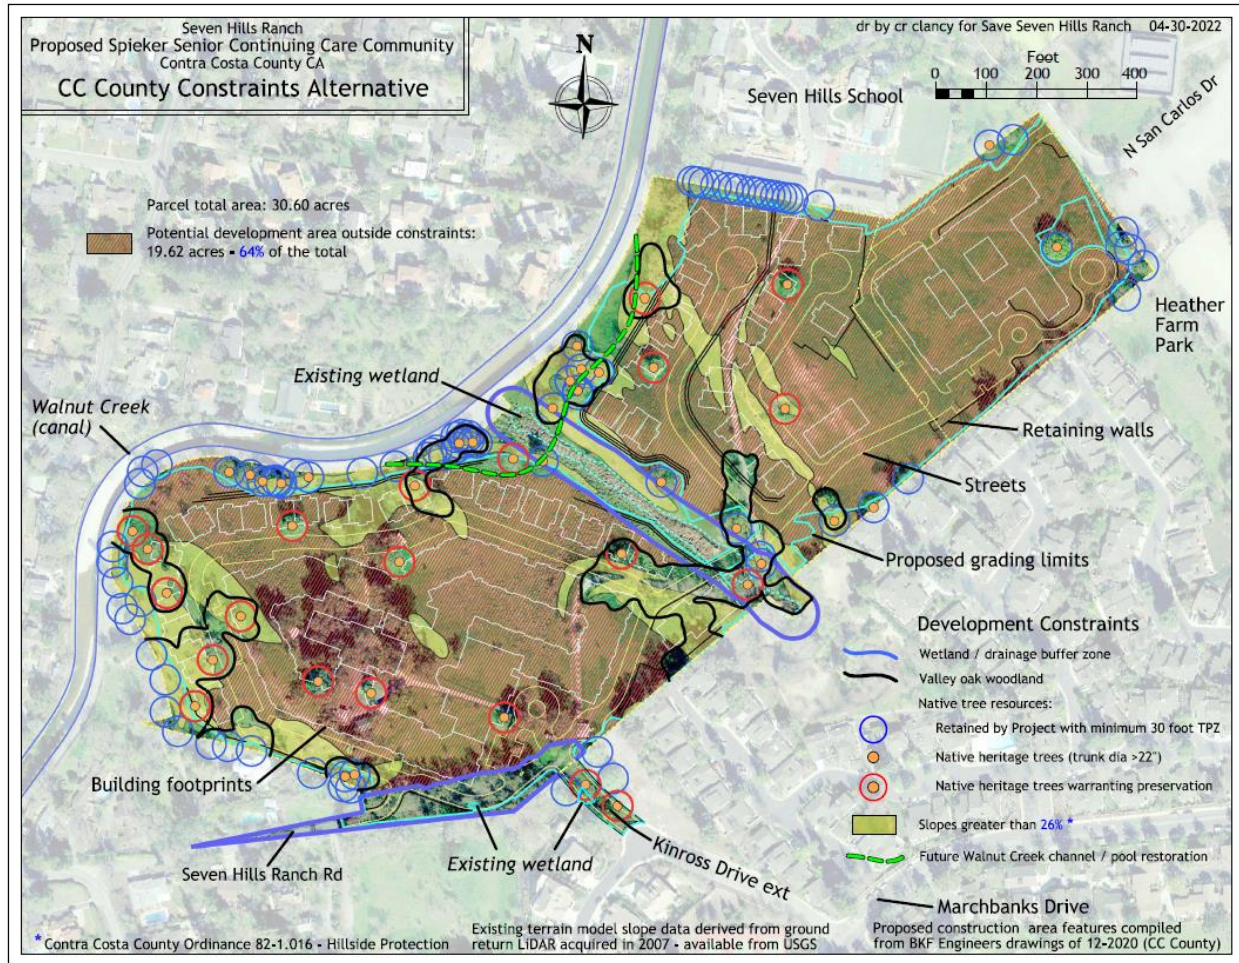 Seven Hills Ranch
Proposed Spieker Senior Continuing Care Community
Contra Costa County CA
CC County Constraints Alternative
dr by cr clancy for Save Seven Hills Ranch 04-30-2022
N
Foot
0 100 200 400
Seven Hills School
N San Carlos Dr
Parcel total area: 30.60 acres
Potential development area outside constraints:
19.62 acres - 64% of the total
Heather
Farm
Park
Existing wetland
Walnut Creek
(canal)
Retaining walls
Streets
Proposed grading limits
Development Constraints
Wetland / drainage buffer zone
Valley oak woodland
Native tree resources:
Retained by Project with minimum 30 foot TPZ
Native heritage trees (trunk dia >22")
Native heritage trees warranting preservation
Slopes greater than 26% *
Future Walnut Creek channel / pool restoration
Building footprints
Seven Hills Ranch Rd
Existing wetland
Kinross Drive ext
Marchbanks Drive
* Contra Costa County Ordinance 82-1.016 - Hillside Protection
Existing terrain model slope data derived from ground
return LiDAR acquired in 2007 - available from USGS
Proposed construction area features compiled
from BKF Engineers drawings of 12-2020 (CC County)